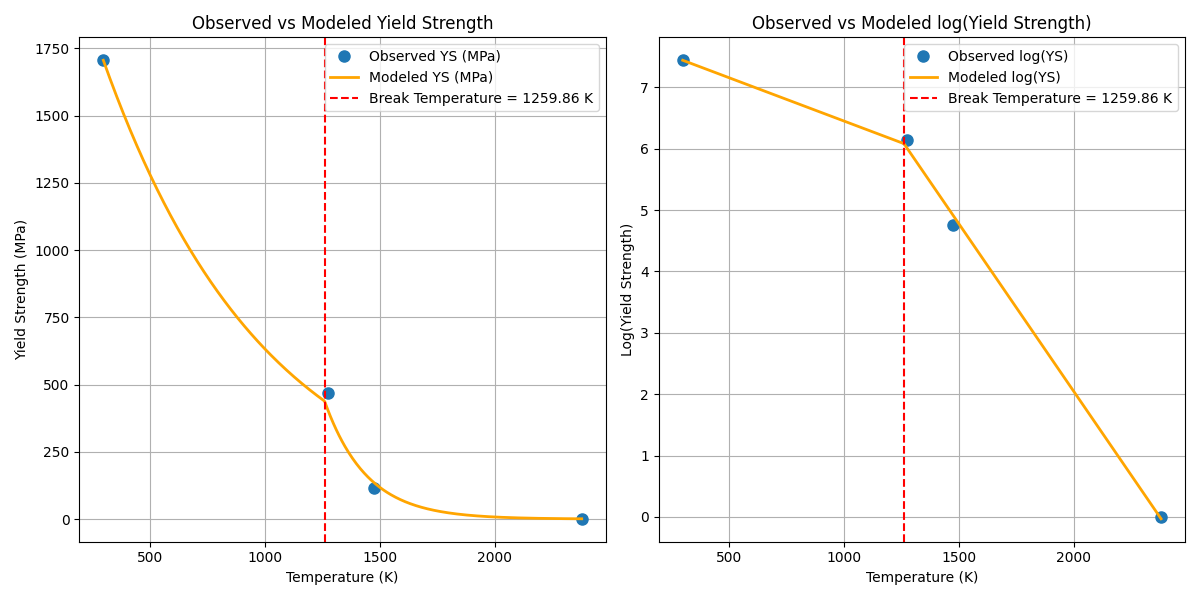 Observed vs Modeled Yield Strength
Observed YS (MPa)
Modeled YS (MPa)
Break Temperature = 1259.86 K
Yield Strength (MPa)
1750
1500
1250
1000
750
500
250
0
500
1000
1500
2000
Temperature (K)
Observed vs Modeled log(Yield Strength)
Observed log(YS)
Modeled log(YS)
Break Temperature = 1259.86 K
Log(Yield Strength)
7
6
5
4
3
2
1
0
500
1000
1500
2000
Temperature (K)